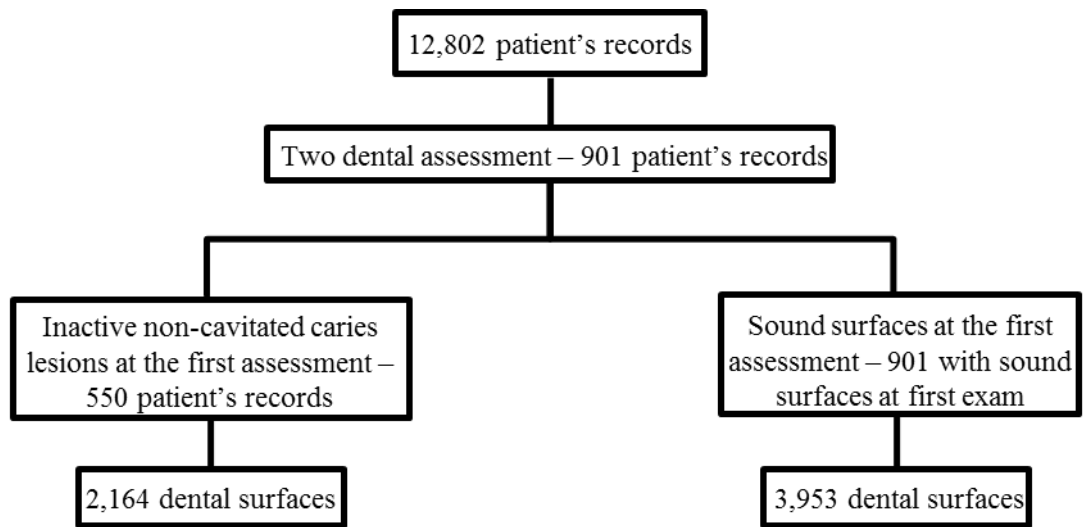 12,802 patient's records
Two dental assessment – 901 patient's records
Inactive non-cavitated caries
lesions at the first assessment –
550 patient's records
Sound surfaces at the first
assessment – 901 with sound
surfaces at first exam
2,164 dental surfaces
3,953 dental surfaces